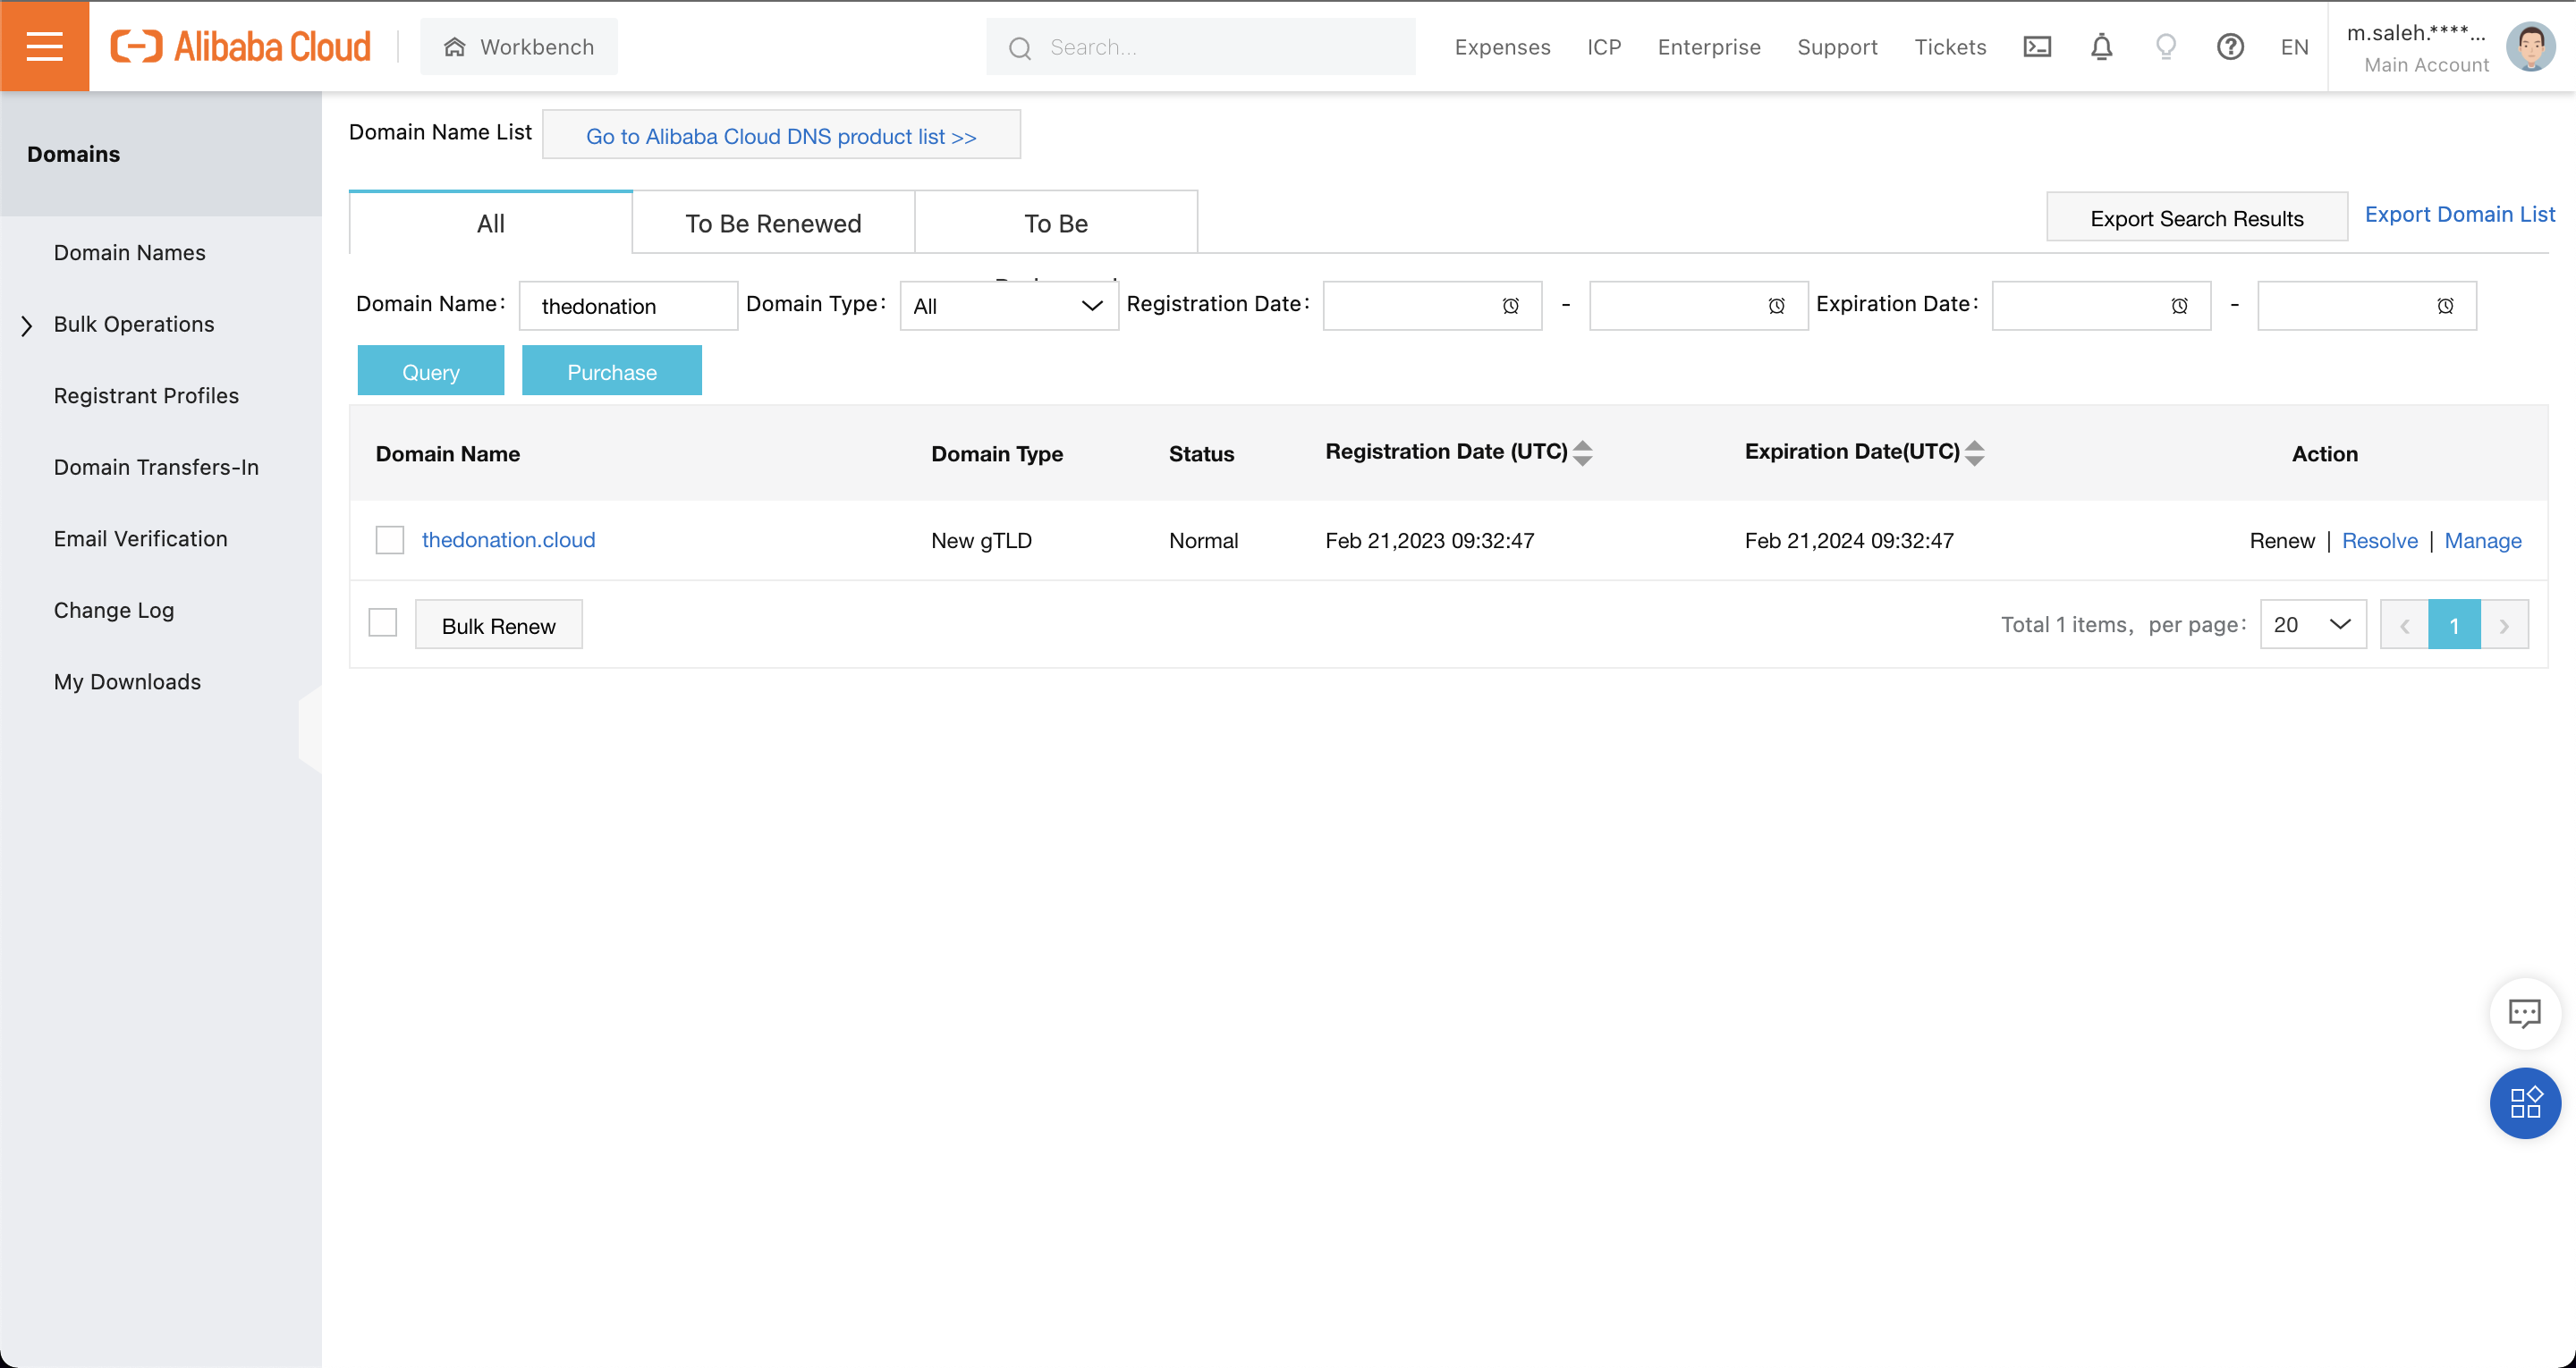 Alibaba Cloud
Workbench
Search...
Expenses
ICP
Enterprise
Support
Tickets
EN
m.saleh.****...
Main Account
Domains
Domain Names
Bulk Operations
Registrant Profiles
Domain Transfers-In
Email Verification
Change Log
My Downloads
Domain Name List
Go to Alibaba Cloud DNS product list >>
All
To Be Renewed
To Be
Export Search Results
Export Domain List
Domain Name: thedonation
Domain Type: All
Registration Date: -
Expiration Date: -
Query
Purchase
Domain Name Domain Type Status Registration Date (UTC) Expiration Date(UTC) Action
thedonation.cloud New gTLD Normal Feb 21,2023 09:32:47 Feb 21,2024 09:32:47 Renew | Resolve | Manage
Bulk Renew
Total 1 items, per page: 20 < 1 >